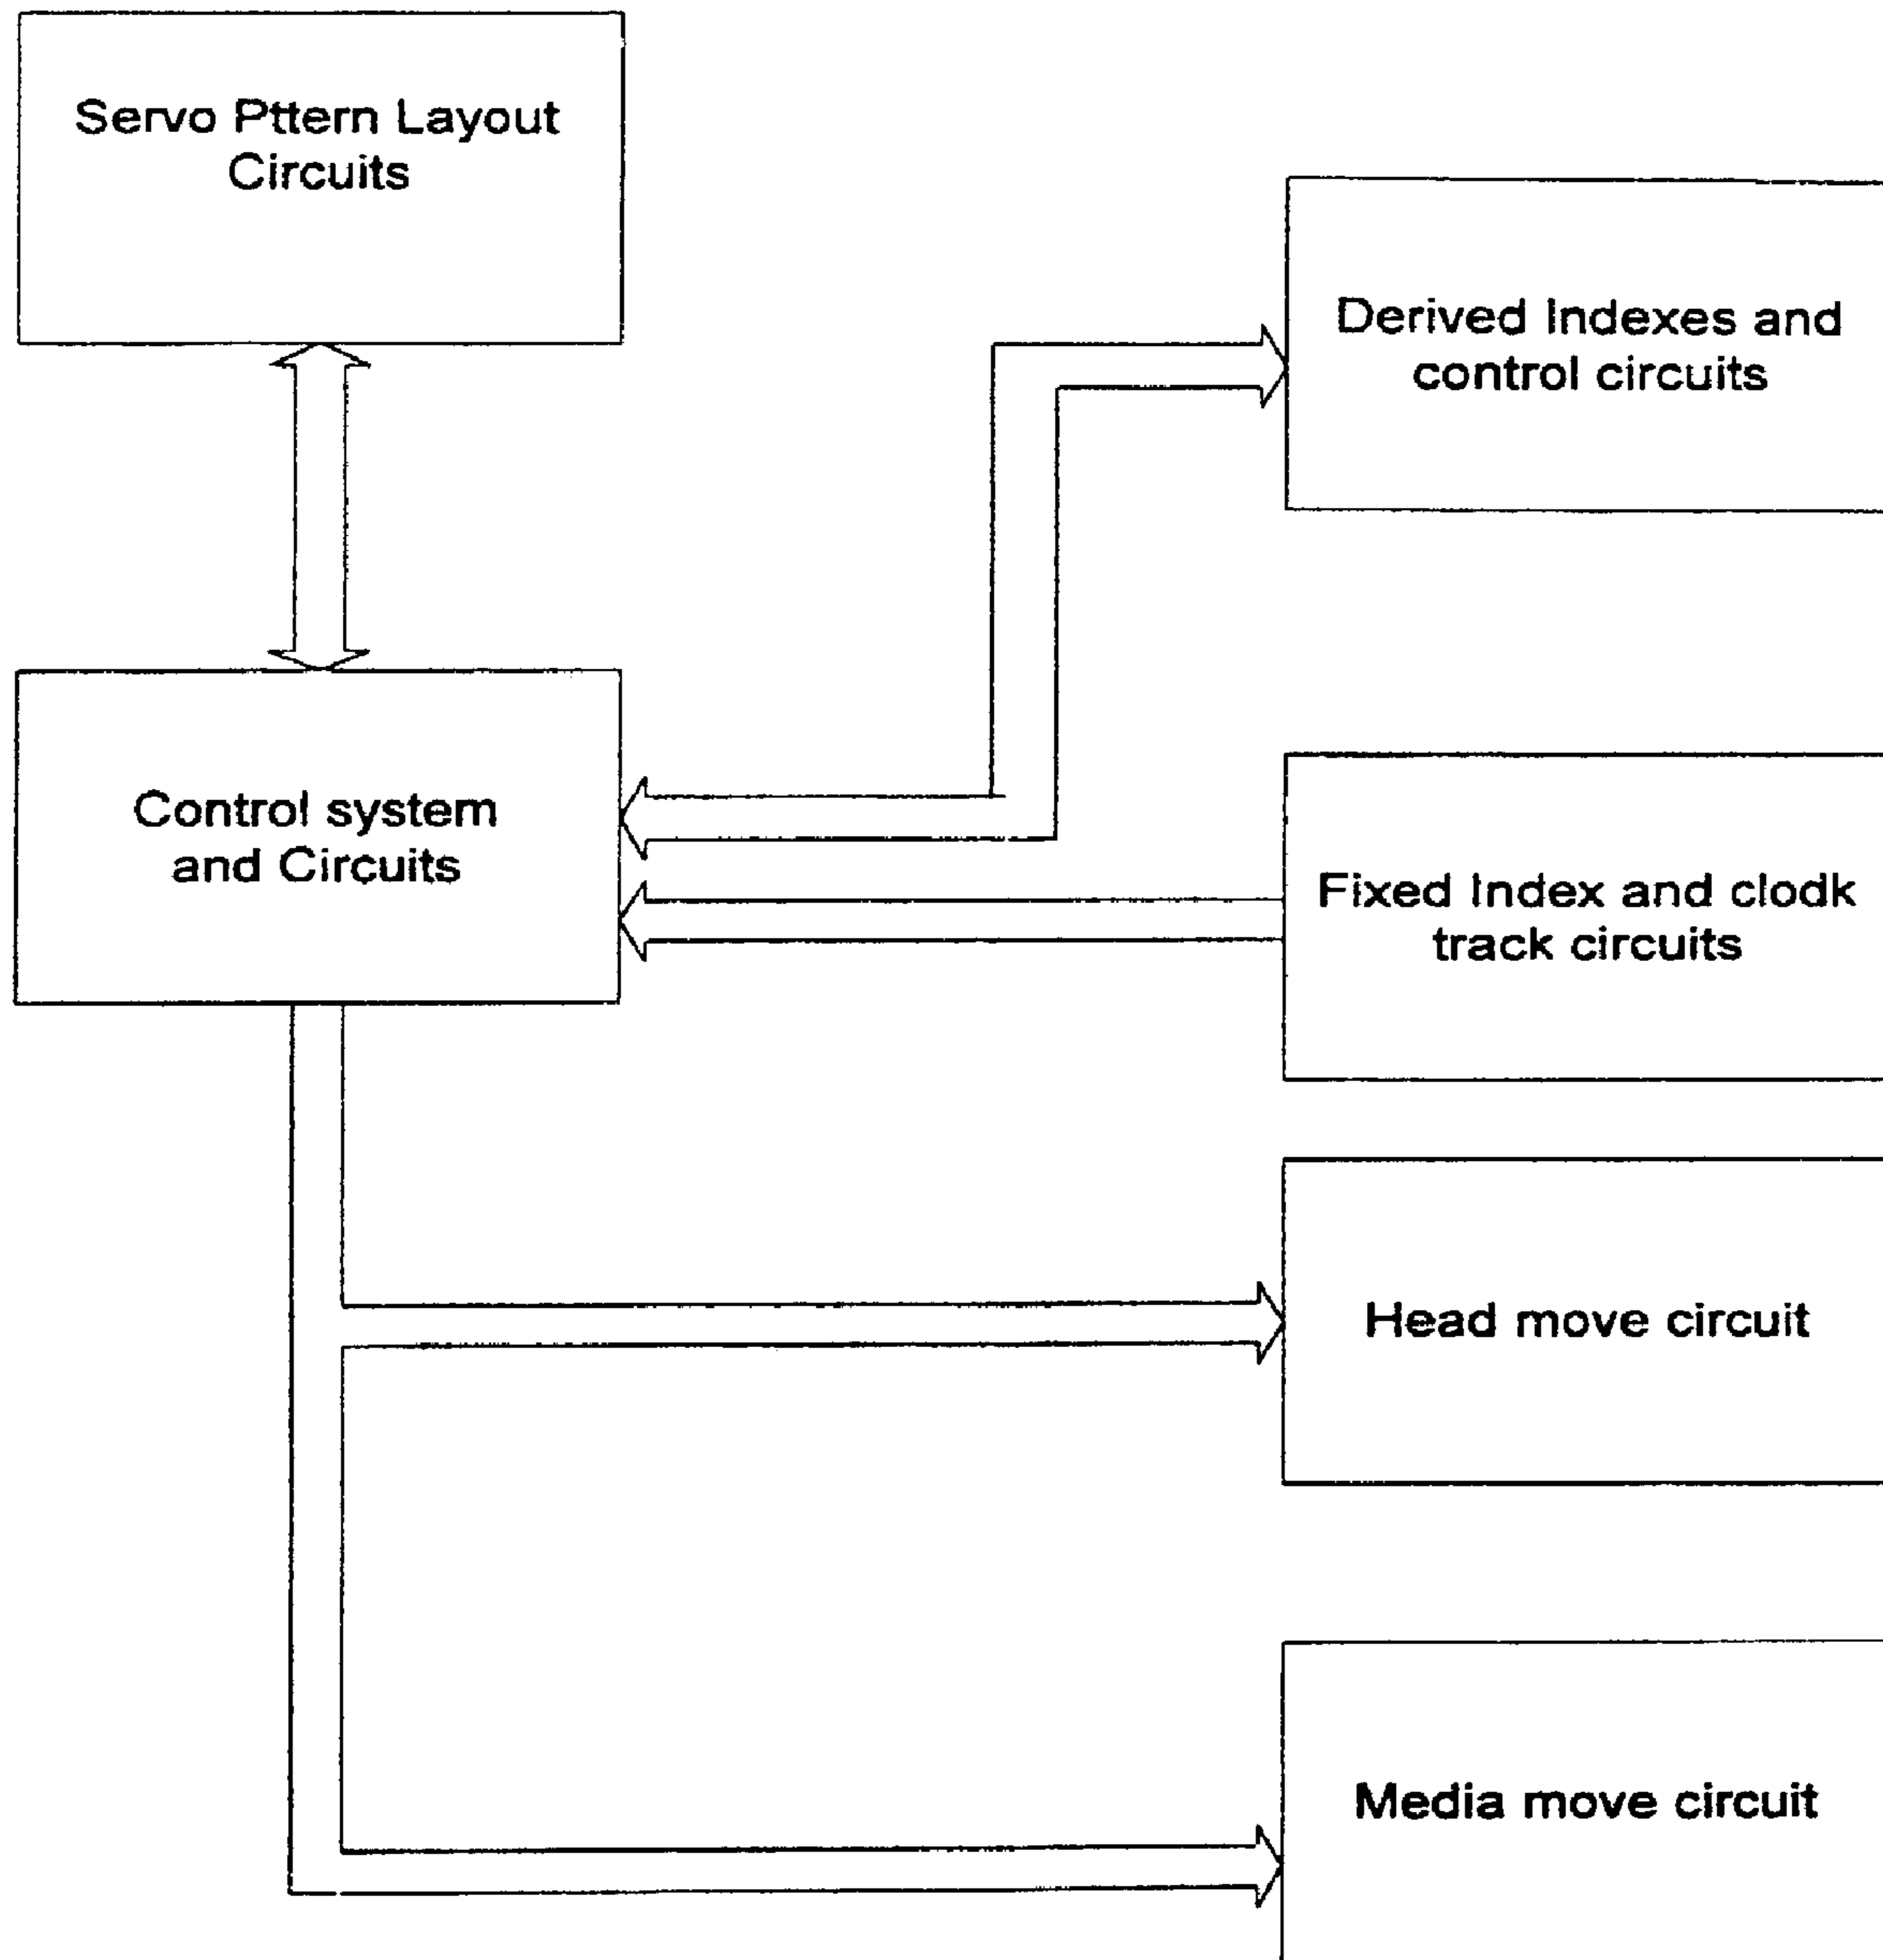 Servo Pttern Layout
Circuits
Derived Indexes and
control circuits
Control system
and Circuits
Fixed Index and clodk
track circuits
Head move circuit
Media move circuit